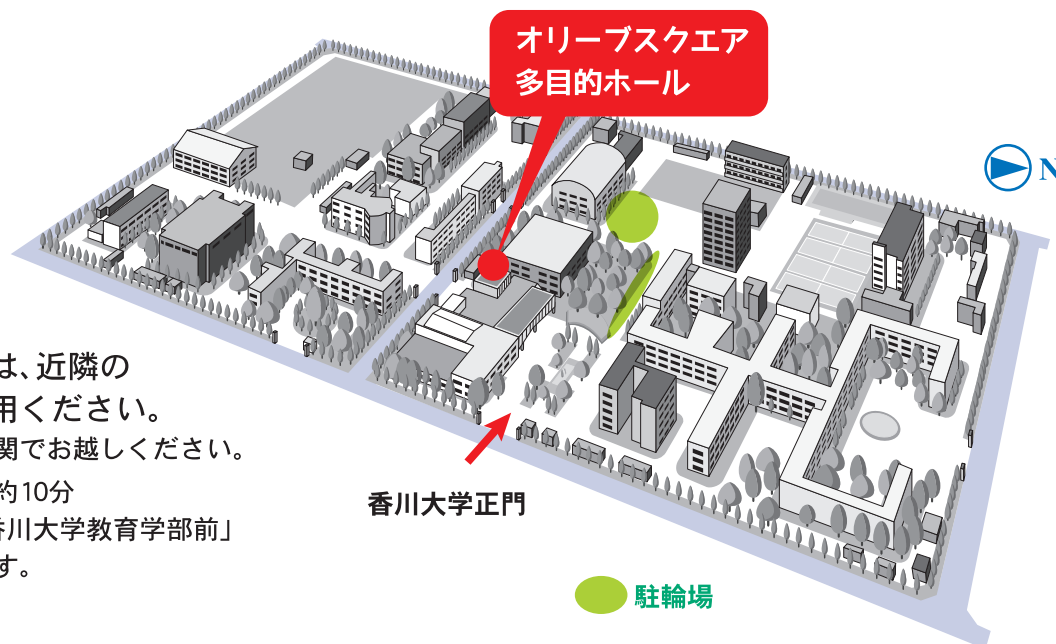 オリーブスクエア
多目的ホール
N
は、近隣の
用ください。
関でお越しください。
約10分
香川大学教育学部前」
す。
香川大学正門
駐輪場